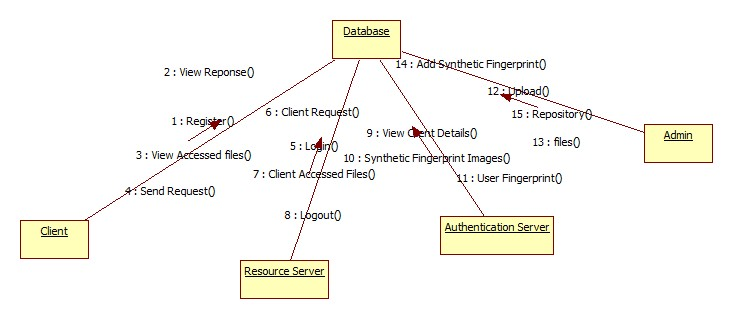 Database
14 : Add Synthetic Fingerprint()
2 : View Reponse()
12 : Upload()
6 : Client Request()
15 : Repository()
1 : Register()
9 : View Client Details()
Admin
13 : files()
5 : Login()
3 : View Accessed files()
10 : Synthetic Fingerprint Images()
7 : Client Accessed Files()
11 : User Fingerprint()
4 : Send Request()
8 : Logout()
Client
Authentication Server
Resource Server